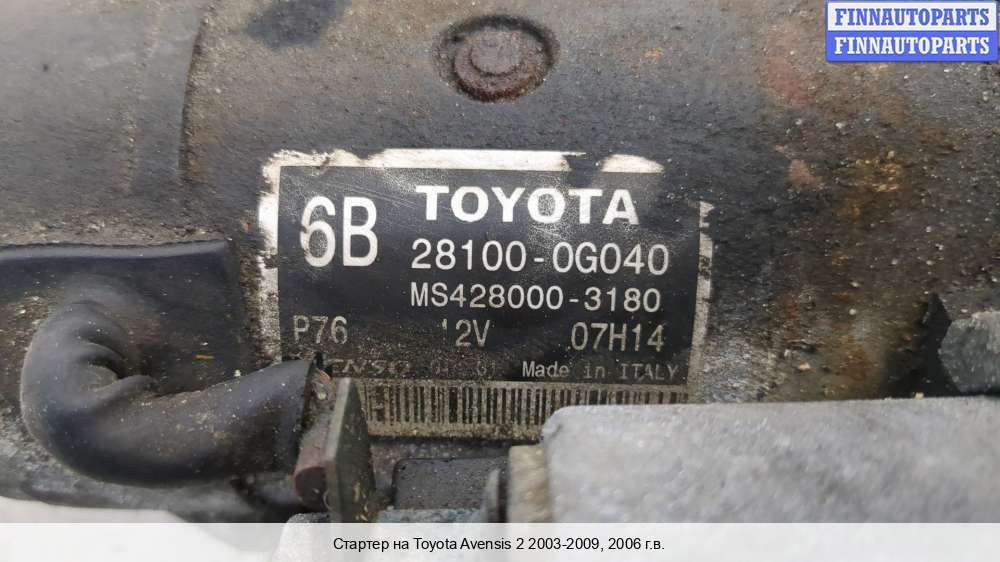 FINNAUTOPARTS
FINNAUTOPARTS
6B TOYOTA
28100-0G040
MS428000-3180
P76 12V 07H14
Made in ITALY
Стартер на Toyota Avensis 2 2003-2009, 2006 г.в.